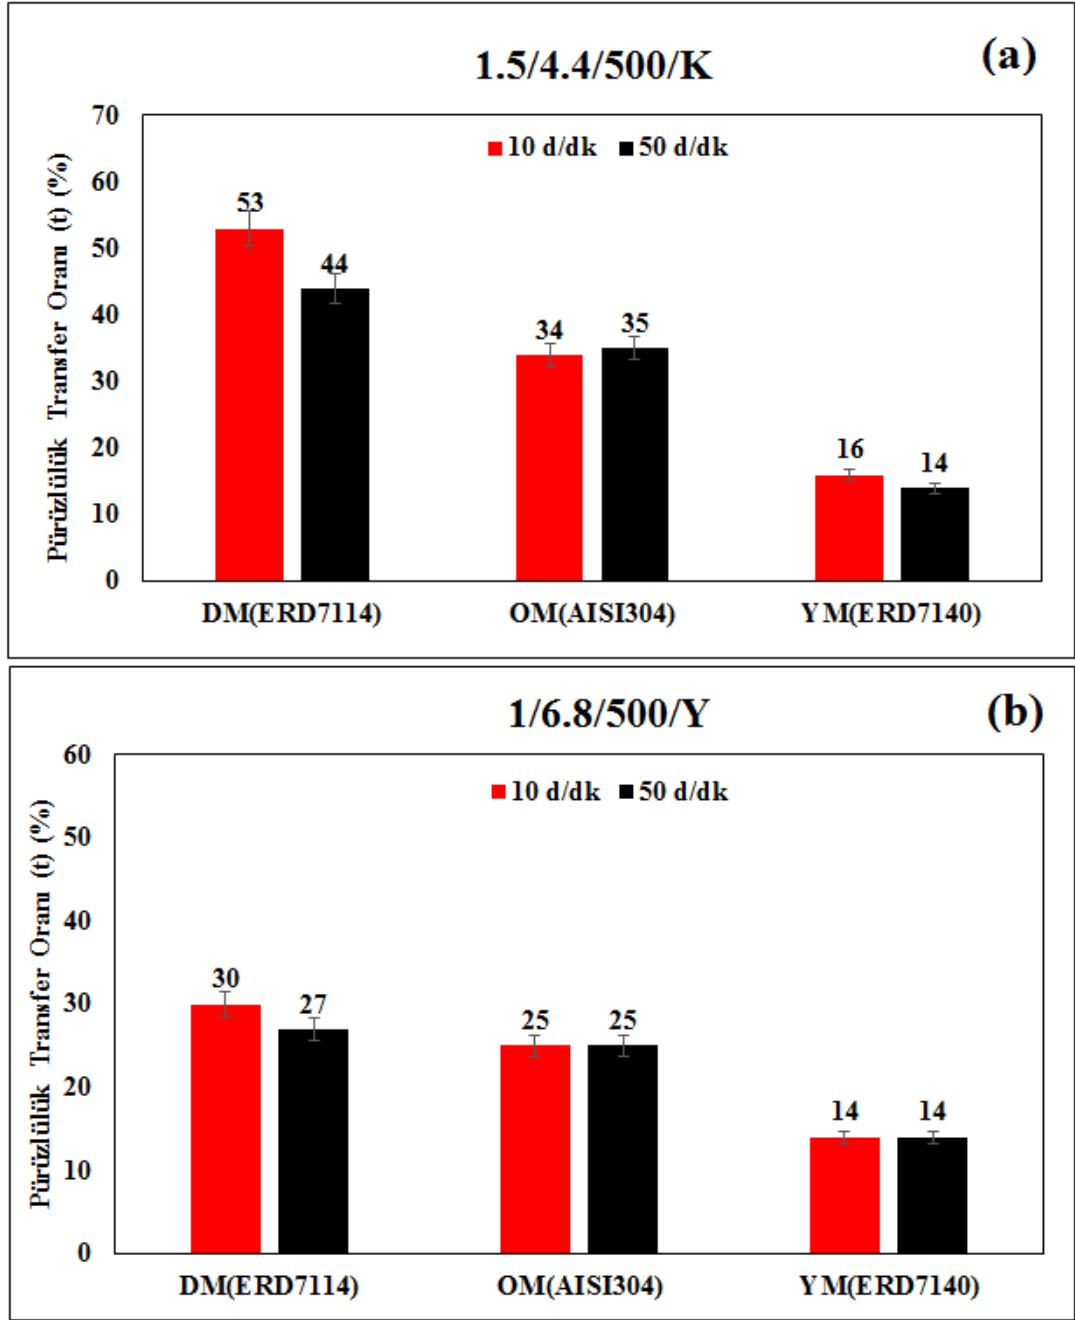 (a)
1.5/4.4/500/K
Pürüzlülük Transfer Oranı (t) (%)
70
60
50
40
30
20
10
0
10 d/dk 50 d/dk
53
44
34
35
16
14
DM(ERD7114) OM(AISI304) YM(ERD7140)
(b)
1/6.8/500/Y
Pürüzlülük Transfer Oranı (t) (%)
60
50
40
30
20
10
0
10 d/dk 50 d/dk
30
27
25
25
14
14
DM(ERD7114) OM(AISI304) YM(ERD7140)